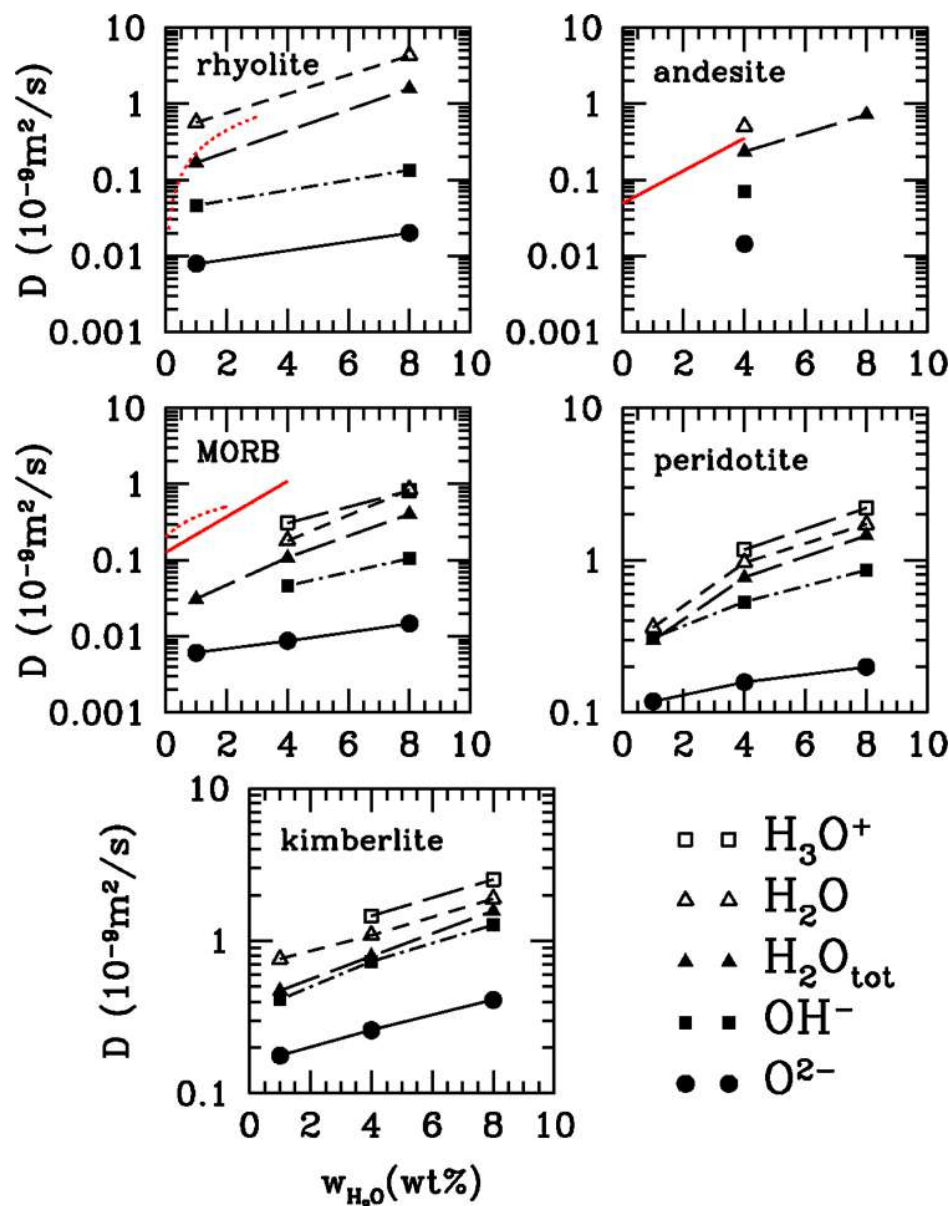 rhyolite
andesite
D (10⁻⁹m²/s)
10
1
0.1
0.01
0.001
0 2 4 6 8 10
10
1
0.1
0.01
0.001
0 2 4 6 8 10
MORB
peridotite
D (10⁻⁹m²/s)
10
1
0.1
0.01
0.001
0 2 4 6 8 10
10
1
0.1
0 2 4 6 8 10
kimberlite
D (10⁻⁹m²/s)
10
1
0.1
0 2 4 6 8 10
w_H₂O(wt%)
H₃O⁺
H₂O
H₂O_tot
OH⁻
O²⁻